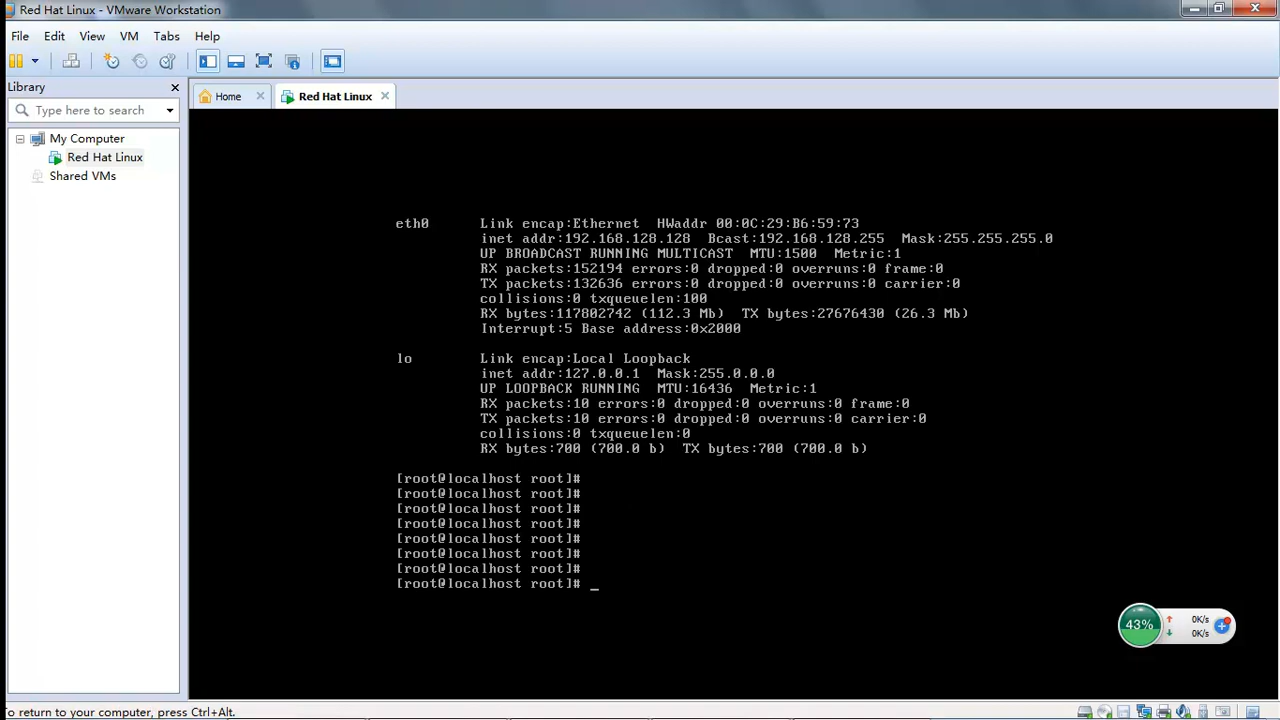 Red Hat Linux - VMware Workstation
File Edit View VM Tabs Help
Library
Type here to search
My Computer
Red Hat Linux
Shared VMs
Home Red Hat Linux
eth0 Link encap:Ethernet HWaddr 00:0C:29:B6:59:73
inet addr:192.168.128.128 Bcast:192.168.128.255 Mask:255.255.255.0
UP BROADCAST RUNNING MULTICAST MTU:1500 Metric:1
RX packets:152194 errors:0 dropped:0 overruns:0 frame:0
TX packets:132636 errors:0 dropped:0 overruns:0 carrier:0
collisions:0 txqueuelen:100
RX bytes:117802742 (112.3 Mb) TX bytes:27676430 (26.3 Mb)
Interrupt:5 Base address:0x2000
lo Link encap:Local Loopback
inet addr:127.0.0.1 Mask:255.0.0.0
UP LOOPBACK RUNNING MTU:16436 Metric:1
RX packets:10 errors:0 dropped:0 overruns:0 frame:0
TX packets:10 errors:0 dropped:0 overruns:0 carrier:0
collisions:0 txqueuelen:0
RX bytes:700 (700.0 b) TX bytes:700 (700.0 b)
[root@localhost root]#
[root@localhost root]#
[root@localhost root]#
[root@localhost root]#
[root@localhost root]#
[root@localhost root]#
[root@localhost root]#
[root@localhost root]# _
43%
0K/s
0K/s
To return to your computer, press Ctrl+Alt.